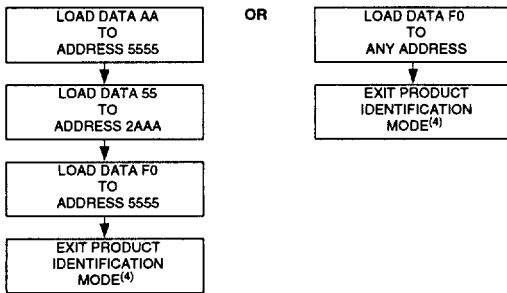 LOAD DATA AA
TO
ADDRESS 5555
LOAD DATA 55
TO
ADDRESS 2AAA
LOAD DATA F0
TO
ADDRESS 5555
EXIT PRODUCT
IDENTIFICATION
MODE(4)
OR
LOAD DATA F0
TO
ANY ADDRESS
EXIT PRODUCT
IDENTIFICATION
MODE(4)